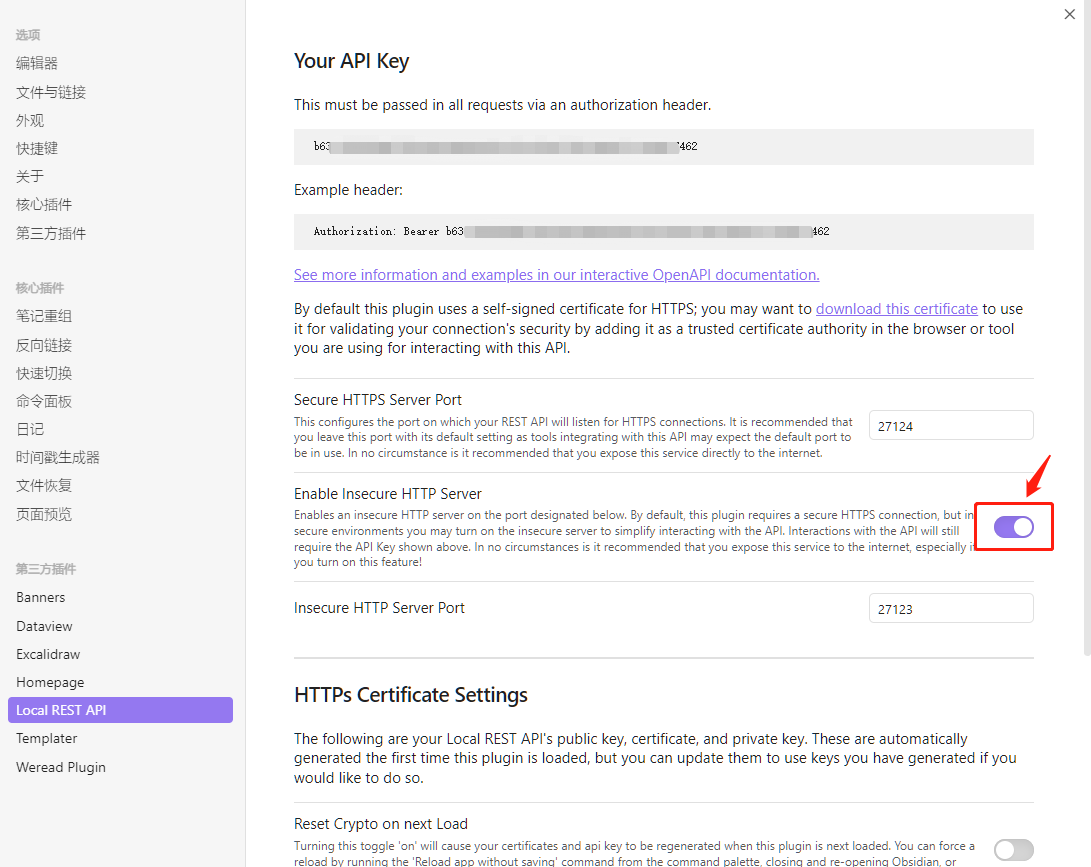 选项
编辑器
文件与链接
外观
快捷键
关于
核心插件
第三方插件
核心插件
笔记重组
反向链接
快速切换
命令面板
日记
时间戳生成器
文件恢复
页面预览
第三方插件
Banners
Dataview
Excalidraw
Homepage
Local REST API
Templater
Weread Plugin
Your API Key
This must be passed in all requests via an authorization header.
b63 462
Example header:
Authorization: Bearer b63 462
See more information and examples in our interactive OpenAPI documentation.
By default this plugin uses a self-signed certificate for HTTPS; you may want to download this certificate to use
it for validating your connection's security by adding it as a trusted certificate authority in the browser or tool
you are using for interacting with this API.
Secure HTTPS Server Port
This configures the port on which your REST API will listen for HTTPS connections. It is recommended that
you leave this port with its default setting as tools integrating with this API may expect the default port to
be in use. In no circumstance is it recommended that you expose this service directly to the internet.
27124
Enable Insecure HTTP Server
Enables an insecure HTTP server on the port designated below. By default, this plugin requires a secure HTTPS connection, but in
secure environments you may turn on the insecure server to simplify interacting with the API. Interactions with the API will still
require the API Key shown above. In no circumstances is it recommended that you expose this service to the internet, especially if
you turn on this feature!
Insecure HTTP Server Port
27123
HTTPs Certificate Settings
The following are your Local REST API's public key, certificate, and private key. These are automatically
generated the first time this plugin is loaded, but you can update them to use keys you have generated if you
would like to do so.
Reset Crypto on next Load
Turning this toggle 'on' will cause your certificates and api key to be regenerated when this plugin is next loaded. You can force a
reload by running the 'Reload app without saving' command from the command palette, closing and re-opening Obsidian, or